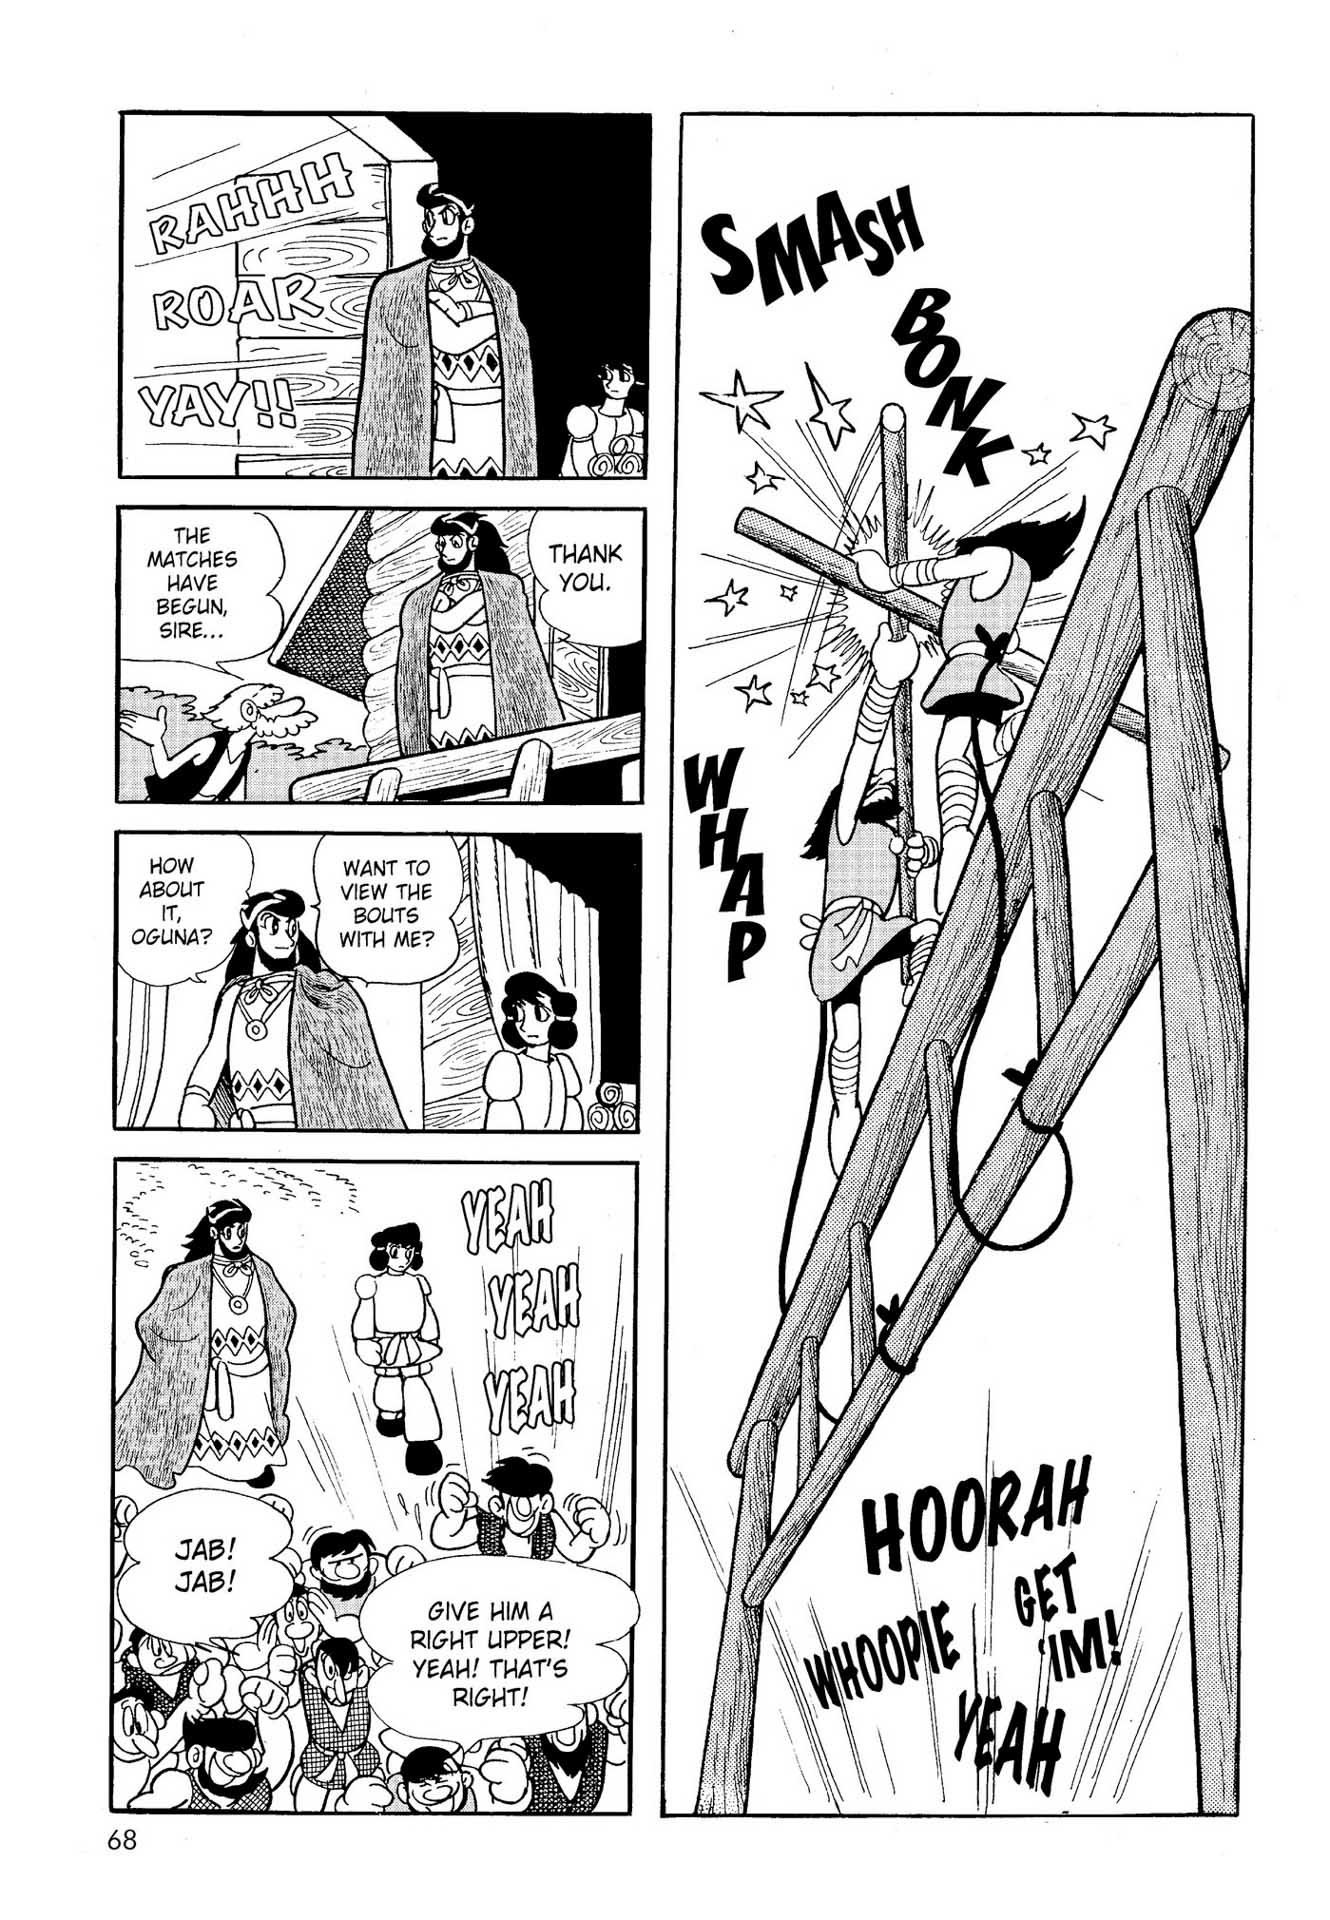 SMASH
BONK
WHAP
HOORAH
GET
'IM!
WHOOPIE
YEAH
RAHHH
ROAR
YAY!!
THANK
YOU.
THE
MATCHES
HAVE
BEGUN,
SIRE...
WANT TO
VIEW THE
BOUTS
WITH ME?
HOW
ABOUT
IT,
OGUNA?
YEAH
YEAH
YEAH
GIVE HIM A
RIGHT UPPER!
YEAH! THAT'S
RIGHT!
JAB!
JAB!
68